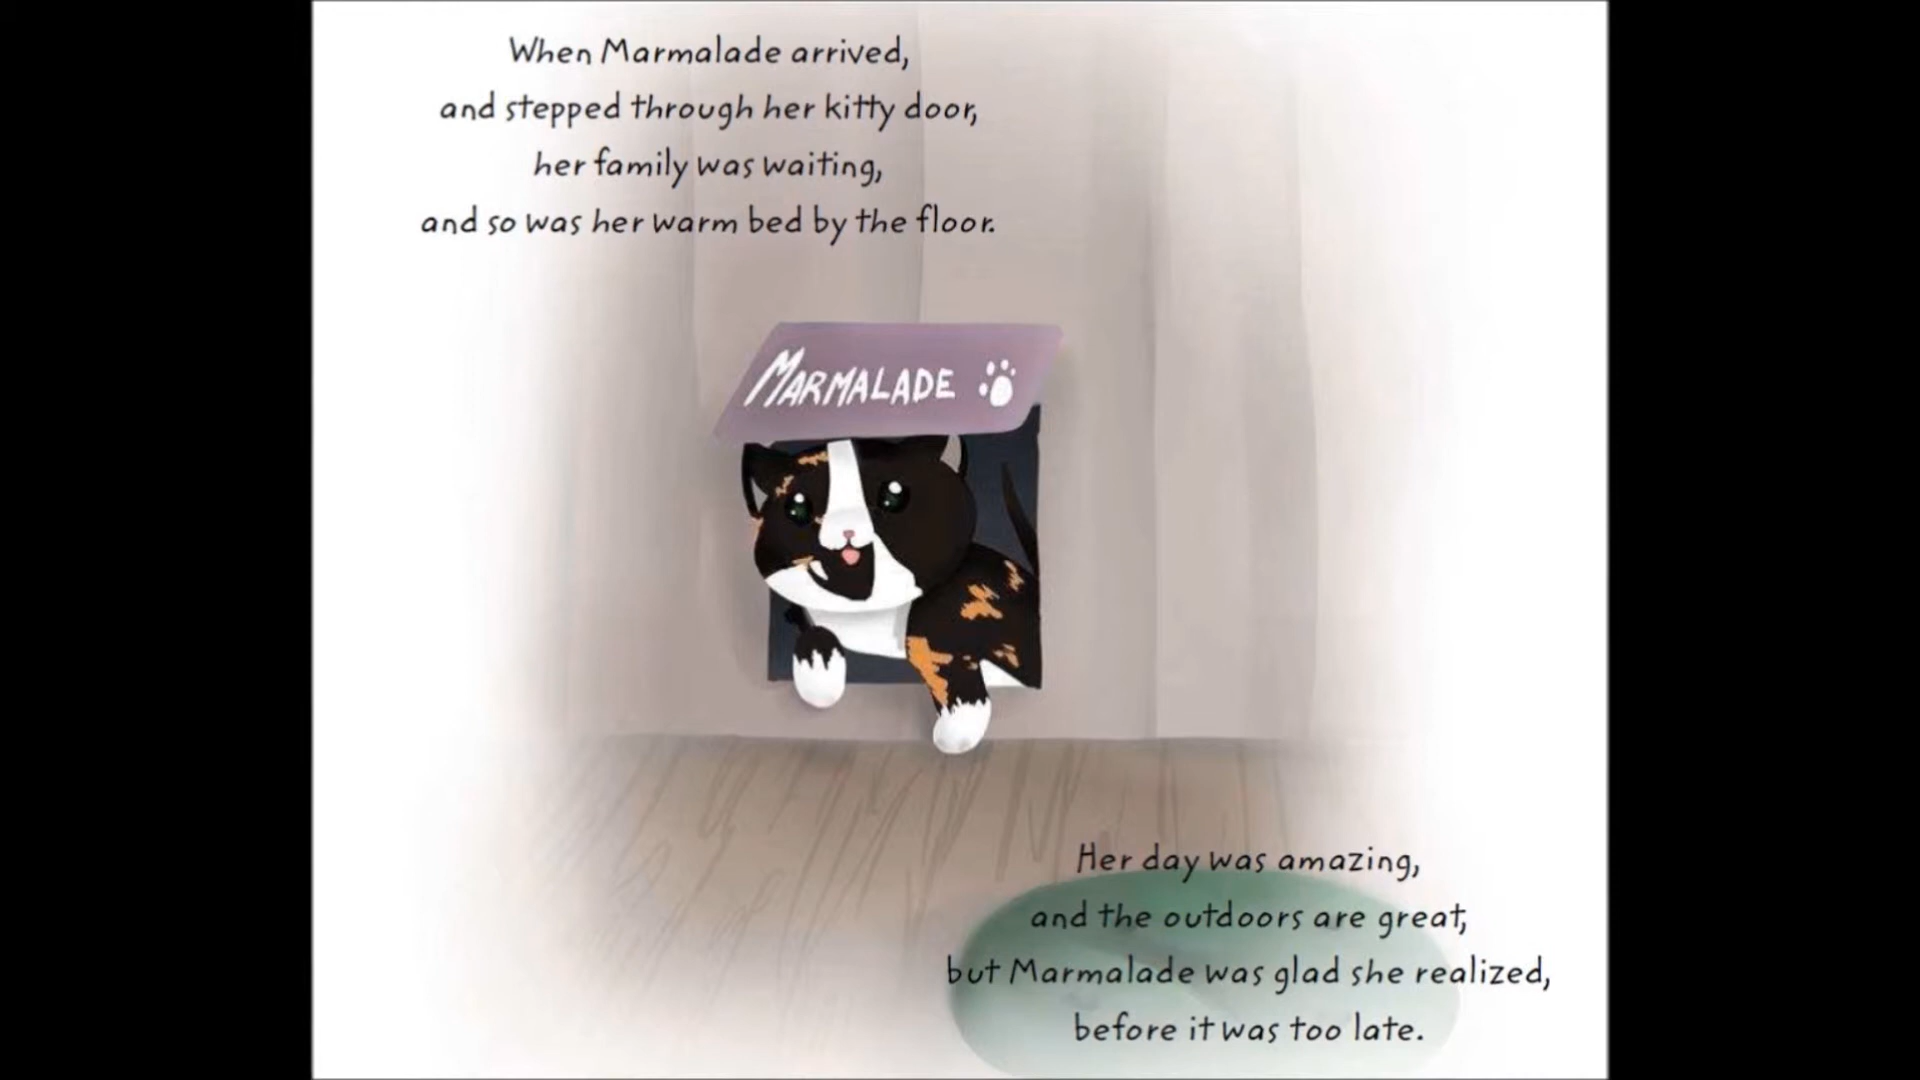 When Marmalade arrived,
and stepped through her kitty door,
her family was waiting,
and so was her warm bed by the floor.
MARMALADE
Her day was amazing,
and the outdoors are great,
but Marmalade was glad she realized,
before it was too late.